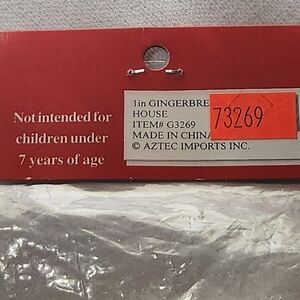 Not intended for
children under
7 years of age
1in GINGERBRE
HOUSE
ITEM# G3269
MADE IN CHINA
© AZTEC IMPORTS INC.
73269